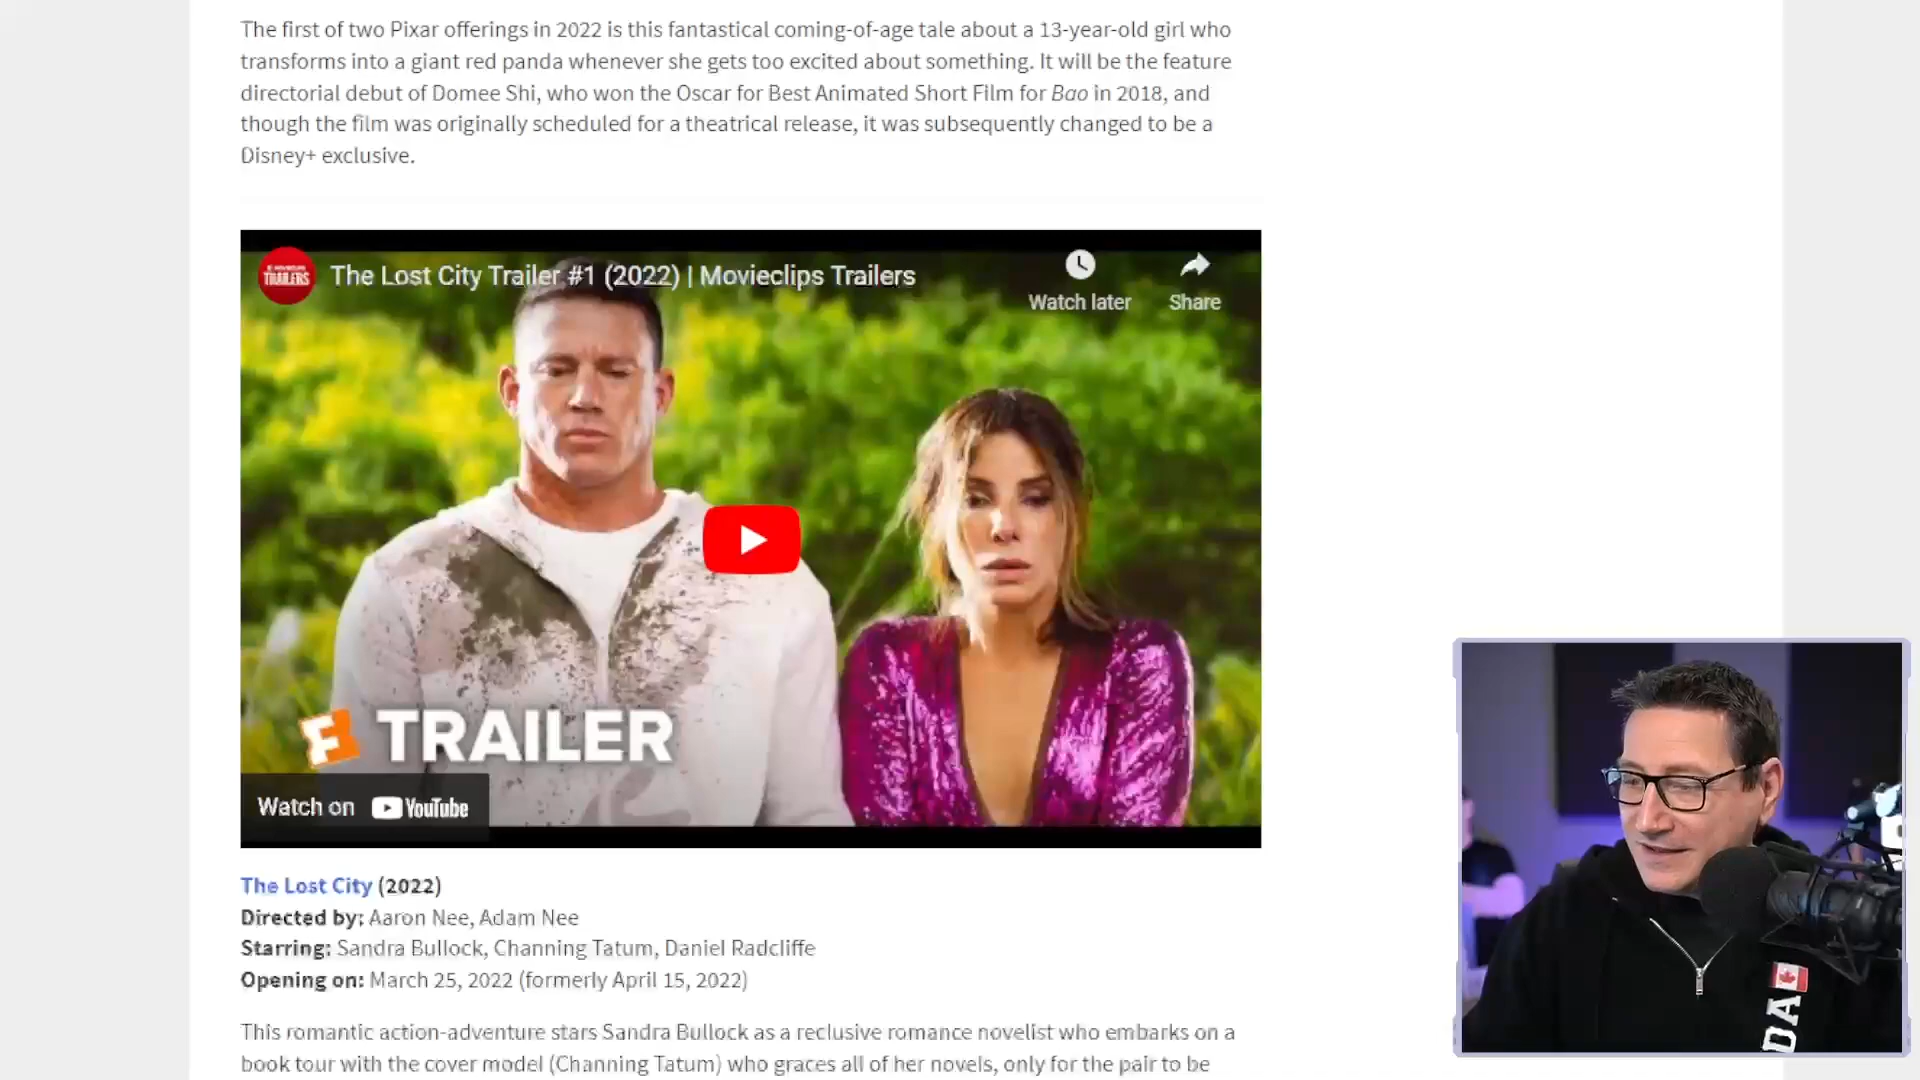 The first of two Pixar offerings in 2022 is this fantastical coming-of-age tale about a 13-year-old girl who
transforms into a giant red panda whenever she gets too excited about something. It will be the feature
directorial debut of Domee Shi, who won the Oscar for Best Animated Short Film for Bao in 2018, and
though the film was originally scheduled for a theatrical release, it was subsequently changed to be a
Disney+ exclusive.
TRAILERS
The Lost City Trailer #1 (2022) | Movieclips Trailers
Watch later
Share
F TRAILER
Watch on YouTube
The Lost City (2022)
Directed by: Aaron Nee, Adam Nee
Starring: Sandra Bullock, Channing Tatum, Daniel Radcliffe
Opening on: March 25, 2022 (formerly April 15, 2022)
This romantic action-adventure stars Sandra Bullock as a reclusive romance novelist who embarks on a
book tour with the cover model (Channing Tatum) who graces all of her novels, only for the pair to be
DA